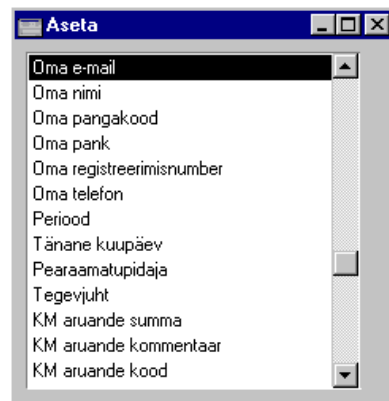 Aseta
Oma e-mail
Oma nimi
Oma pangakood
Oma pank
Oma registreerimisnumber
Oma telefon
Periood
Tänane kuupäev
Pearaamatupidaja
Tegevjuht
KM aruande summa
KM aruande kommentaar
KM aruande kood